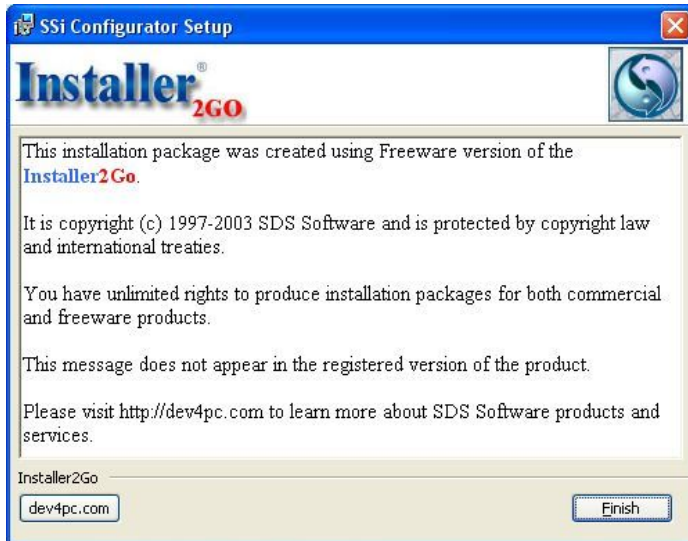 SSi Configurator Setup
Installer®
2GO
This installation package was created using Freeware version of the
Installer2Go.
It is copyright (c) 1997-2003 SDS Software and is protected by copyright law
and international treaties.
You have unlimited rights to produce installation packages for both commercial
and freeware products.
This message does not appear in the registered version of the product.
Please visit http://dev4pc.com to learn more about SDS Software products and
services.
Installer2Go
dev4pc.com
Finish